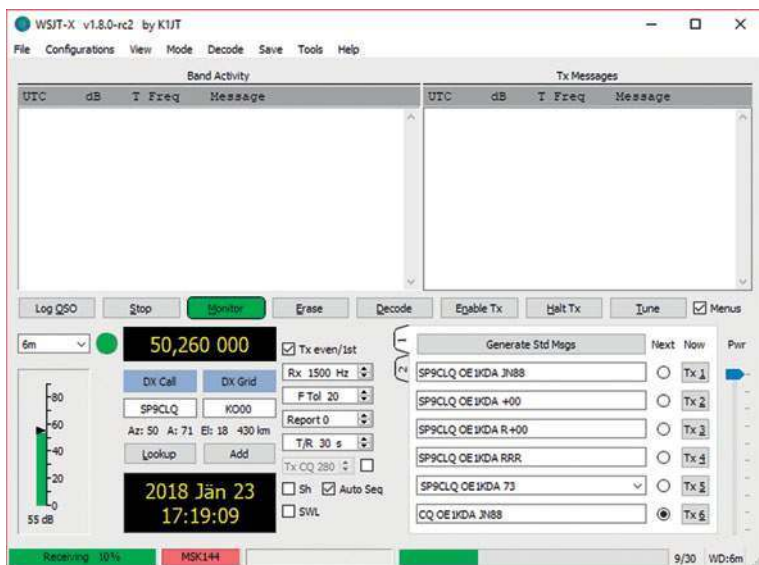 WSJT-X v1.8.0-rc2 by K1JT
File Configurations View Mode Decode Save Tools Help
Band Activity
UTC dB T Freq Message
Tx Messages
UTC dB T Freq Message
Log QSO Stop Monitor Erase Decode Enable Tx Halt Tx Tune Menus
6m
50,260 000
DX Call DX Grid
SP9CLQ KO00
Az: 50 A: 71 El: 18 430 km
Lookup Add
2018 Jän 23
17:19:09
-80
-60
-40
-20
-0
55 dB
Tx even/1st
Rx 1500 Hz
F Tol 20
Report 0
T/R 30 s
Tx CQ 280
Sh Auto Seq
SWL
1
2
Generate Std Msgs Next Now Pwr
SP9CLQ OE1KDA JN88 Tx 1
SP9CLQ OE1KDA +00 Tx 2
SP9CLQ OE1KDA R+00 Tx 3
SP9CLQ OE1KDA RRR Tx 4
SP9CLQ OE1KDA 73 Tx 5
CQ OE1KDA JN88 Tx 6
Receiving 10% MSK144 9/30 WD:6m